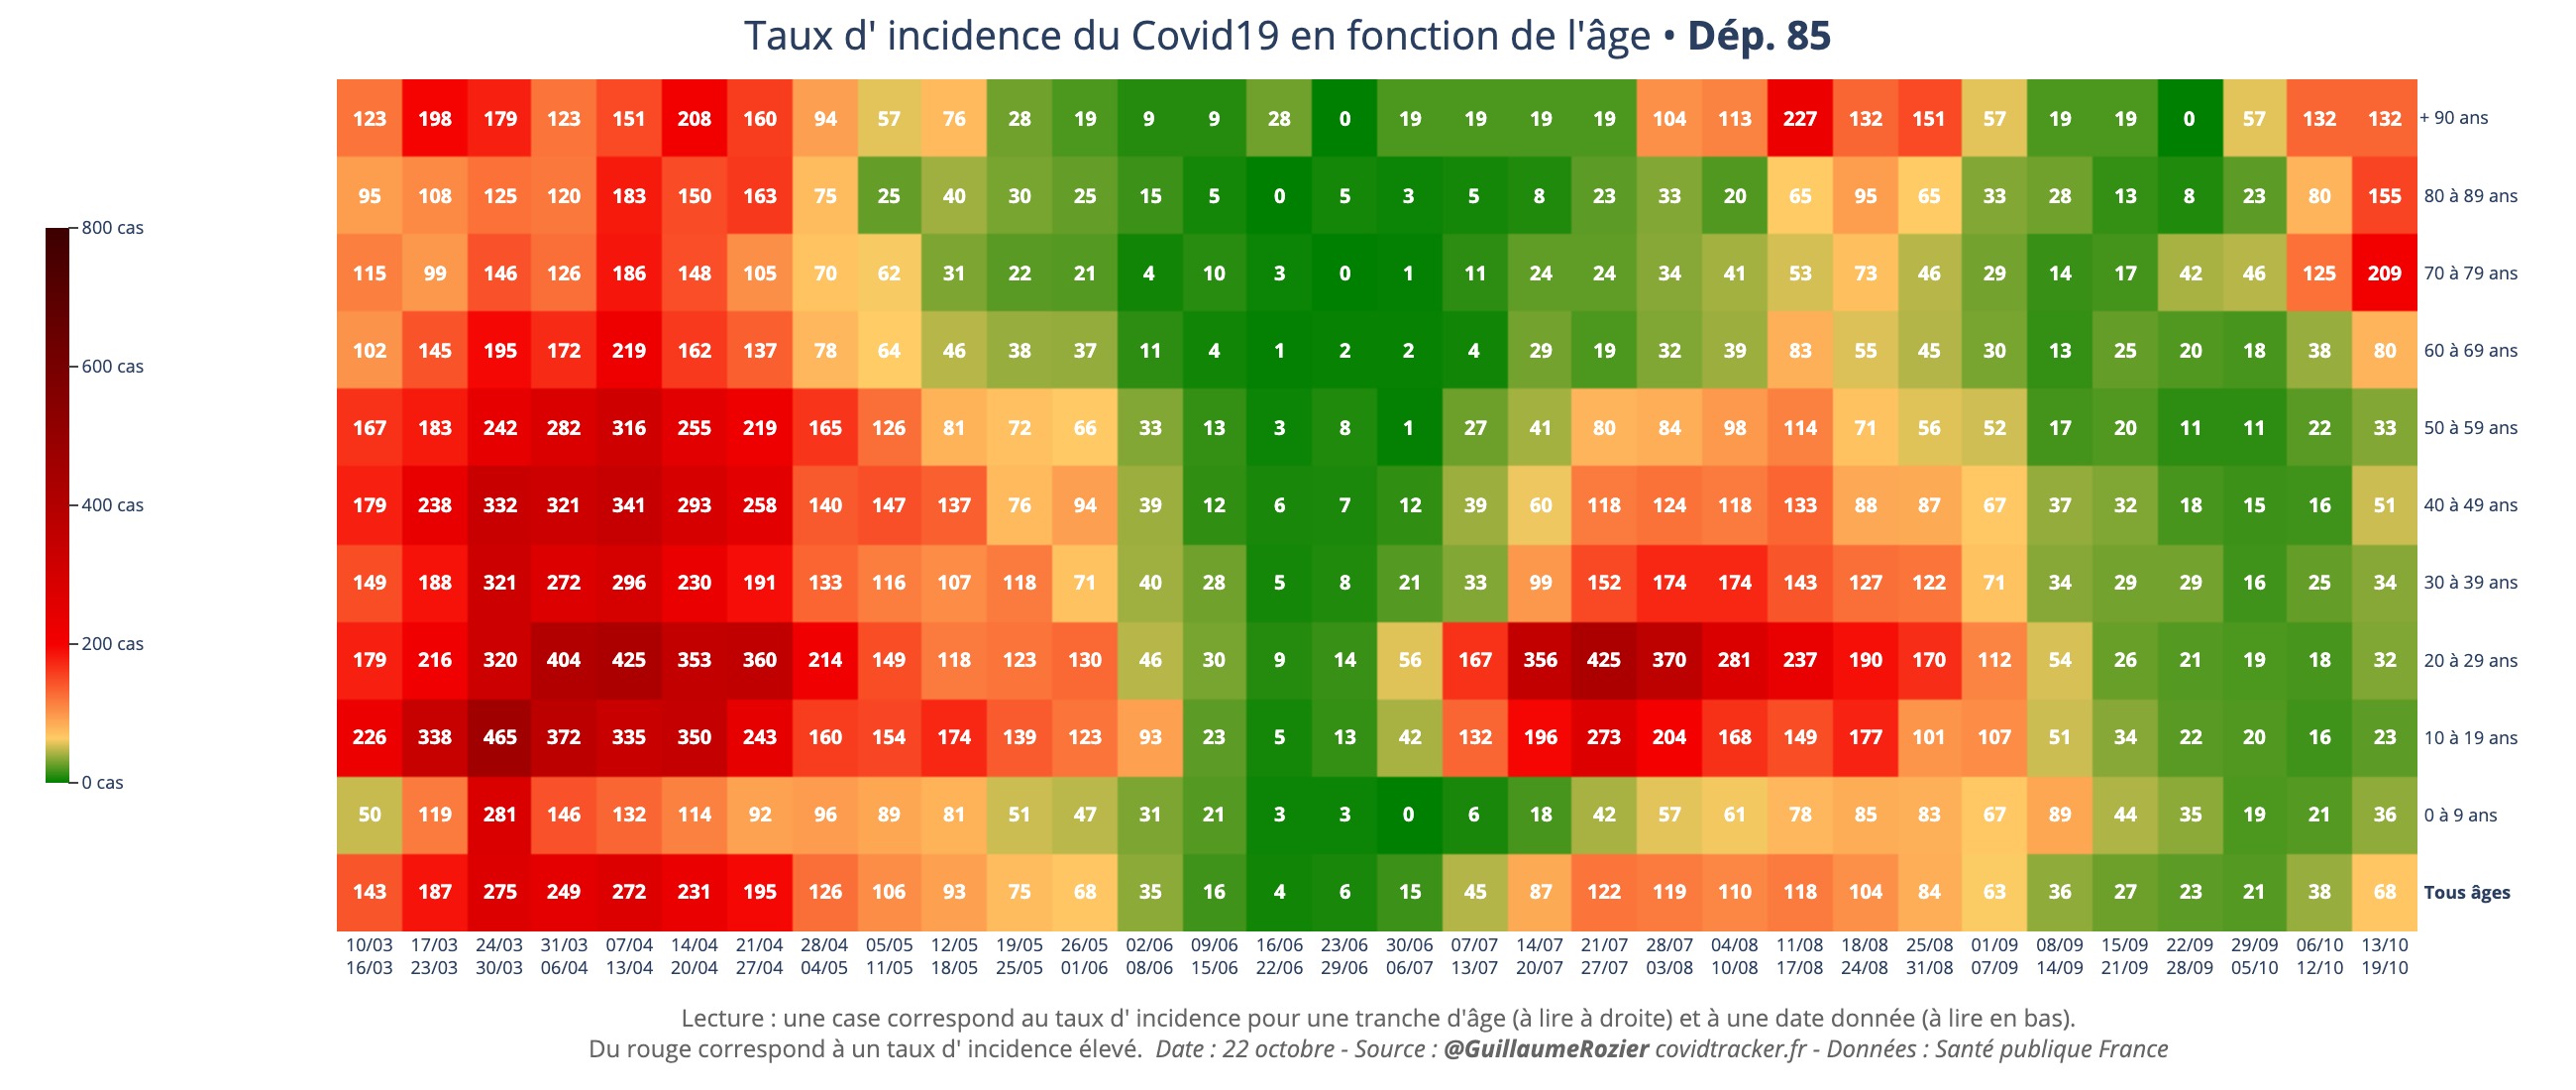 Taux d' incidence du Covid19 en fonction de l'âge • Dép. 85
800 cas
600 cas
400 cas
200 cas
0 cas
123 198 179 123 151 208 160 94 57 76 28 19 9 9 28 0 19 19 19 19 104 113 227 132 151 57 19 19 0 57 132 132 + 90 ans
95 108 125 120 183 150 163 75 25 40 30 25 15 5 0 5 3 5 8 23 33 20 65 95 65 33 28 13 8 23 80 155 80 à 89 ans
115 99 146 126 186 148 105 70 62 31 22 21 4 10 3 0 1 11 24 24 34 41 53 73 46 29 14 17 42 46 125 209 70 à 79 ans
102 145 195 172 219 162 137 78 64 46 38 37 11 4 1 2 2 4 29 19 32 39 83 55 45 30 13 25 20 18 38 80 60 à 69 ans
167 183 242 282 316 255 219 165 126 81 72 66 33 13 3 8 1 27 41 80 84 98 114 71 56 52 17 20 11 11 22 33 50 à 59 ans
179 238 332 321 341 293 258 140 147 137 76 94 39 12 6 7 12 39 60 118 124 118 133 88 87 67 37 32 18 15 16 51 40 à 49 ans
149 188 321 272 296 230 191 133 116 107 118 71 40 28 5 8 21 33 99 152 174 174 143 127 122 71 34 29 29 16 25 34 30 à 39 ans
179 216 320 404 425 353 360 214 149 118 123 130 46 30 9 14 56 167 356 425 370 281 237 190 170 112 54 26 21 19 18 32 20 à 29 ans
226 338 465 372 335 350 243 160 154 174 139 123 93 23 5 13 42 132 196 273 204 168 149 177 101 107 51 34 22 20 16 23 10 à 19 ans
50 119 281 146 132 114 92 96 89 81 51 47 31 21 3 3 0 6 18 42 57 61 78 85 83 67 89 44 35 19 21 36 0 à 9 ans
143 187 275 249 272 231 195 126 106 93 75 68 35 16 4 6 15 45 87 122 119 110 118 104 84 63 36 27 23 21 38 68 Tous âges
10/03 17/03 24/03 31/03 07/04 14/04 21/04 28/04 05/05 12/05 19/05 26/05 02/06 09/06 16/06 23/06 30/06 07/07 14/07 21/07 28/07 04/08 11/08 18/08 25/08 01/09 08/09 15/09 22/09 29/09 06/10 13/10
16/03 23/03 30/03 06/04 13/04 20/04 27/04 04/05 11/05 18/05 25/05 01/06 08/06 15/06 22/06 29/06 06/07 13/07 20/07 27/07 03/08 10/08 17/08 24/08 31/08 07/09 14/09 21/09 28/09 05/10 12/10 19/10
Lecture : une case correspond au taux d' incidence pour une tranche d'âge (à lire à droite) et à une date donnée (à lire en bas).
Du rouge correspond à un taux d' incidence élevé. Date : 22 octobre - Source : @GuillaumeRozier covidtracker.fr - Données : Santé publique France